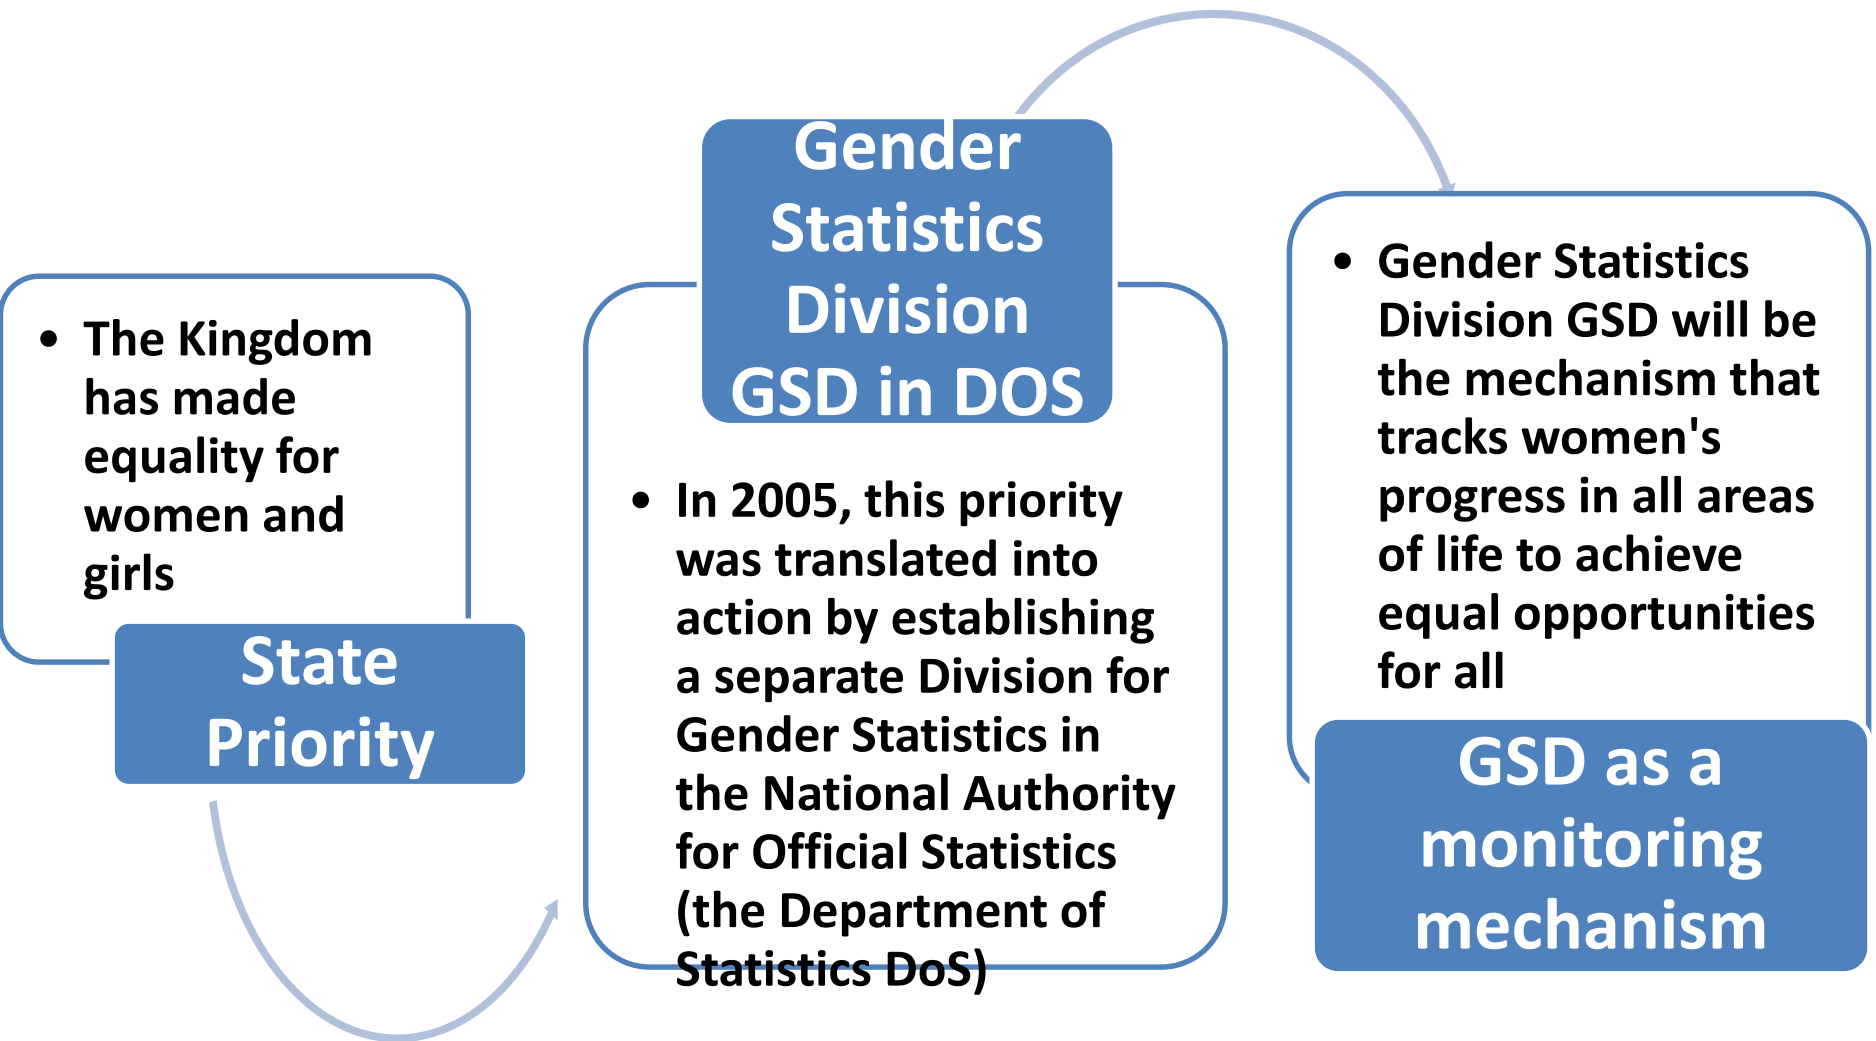 • The Kingdom
has made
equality for
women and
girls
State
Priority
Gender
Statistics
Division
GSD in DOS
• In 2005, this priority
was translated into
action by establishing
a separate Division for
Gender Statistics in
the National Authority
for Official Statistics
(the Department of
Statistics DoS)
• Gender Statistics
Division GSD will be
the mechanism that
tracks women's
progress in all areas
of life to achieve
equal opportunities
for all
GSD as a
monitoring
mechanism